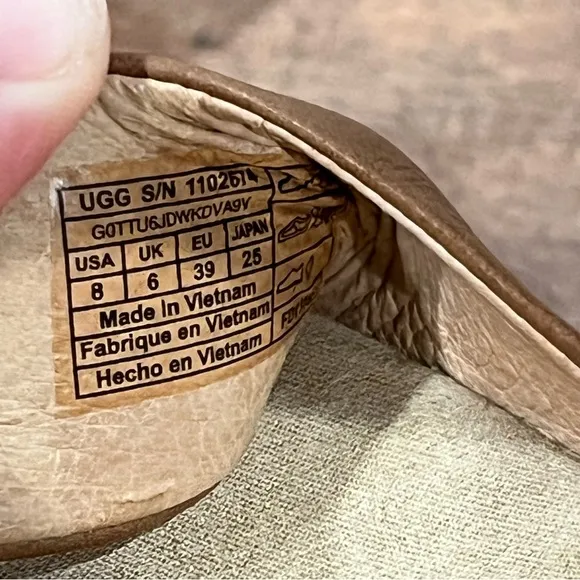 UGG S/N 1102674
G0TTU6JDWKDVA9V
USA UK EU JAPAN
8 6 39 25
Made in Vietnam
Fabrique en Vietnam
Hecho en Vietnam